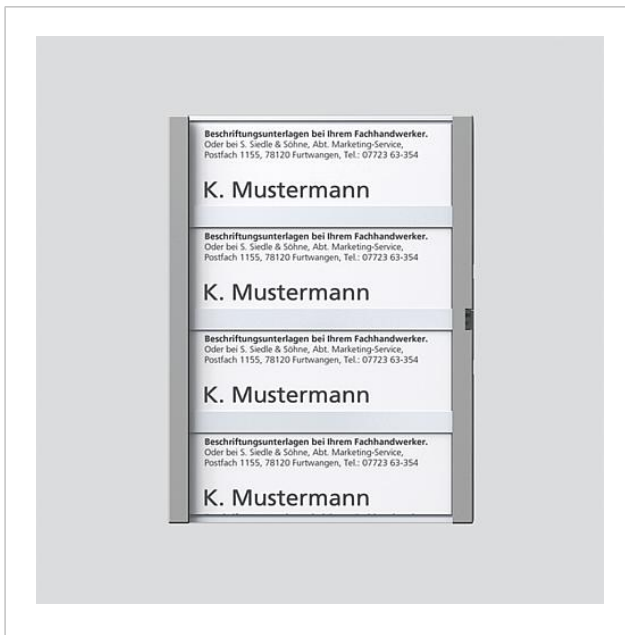 Beschriftungsunterlagen bei Ihrem Fachhandwerker.
Oder bei S. Siedle & Söhne, Abt. Marketing-Service,
Postfach 1155, 78120 Furtwangen, Tel.: 07723 63-354
K. Mustermann
Beschriftungsunterlagen bei Ihrem Fachhandwerker.
Oder bei S. Siedle & Söhne, Abt. Marketing-Service,
Postfach 1155, 78120 Furtwangen, Tel.: 07723 63-354
K. Mustermann
Beschriftungsunterlagen bei Ihrem Fachhandwerker.
Oder bei S. Siedle & Söhne, Abt. Marketing-Service,
Postfach 1155, 78120 Furtwangen, Tel.: 07723 63-354
K. Mustermann
Beschriftungsunterlagen bei Ihrem Fachhandwerker.
Oder bei S. Siedle & Söhne, Abt. Marketing-Service,
Postfach 1155, 78120 Furtwangen, Tel.: 07723 63-354
K. Mustermann